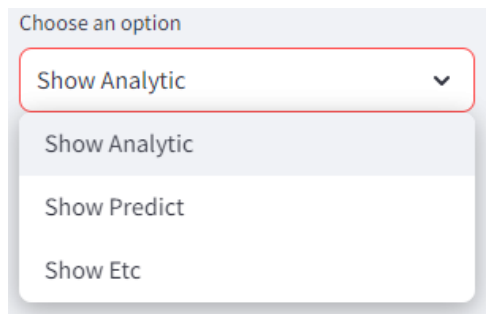 Choose an option
Show Analytic
Show Analytic
Show Predict
Show Etc